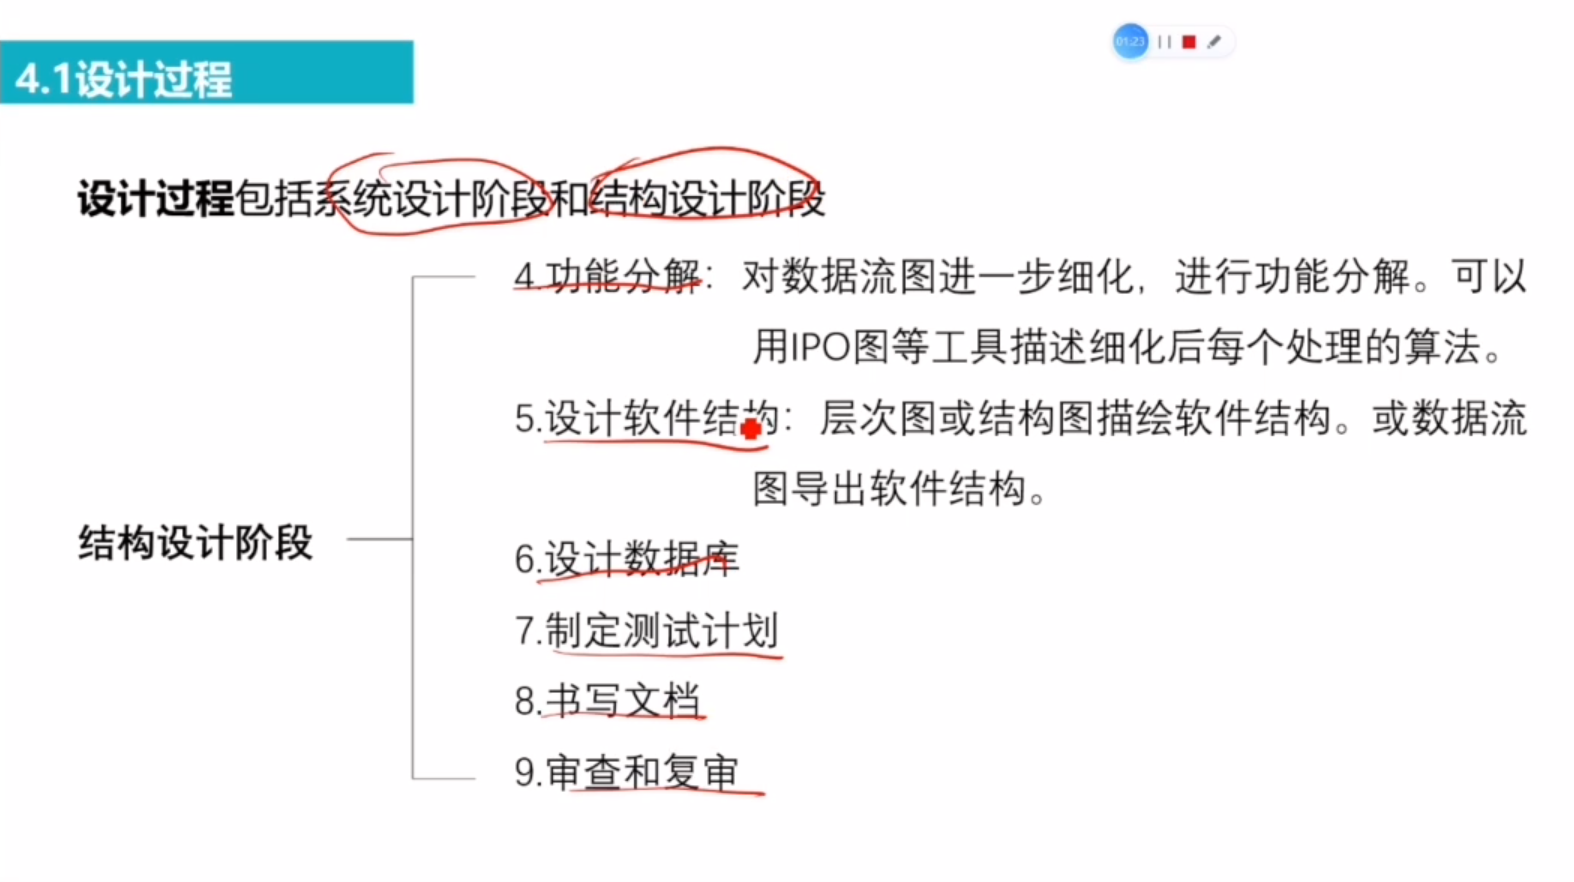 01:23
4.1设计过程
设计过程包括系统设计阶段和结构设计阶段
4.功能分解：对数据流图进一步细化，进行功能分解。可以
用IPO图等工具描述细化后每个处理的算法。
5.设计软件结构：层次图或结构图描绘软件结构。或数据流
图导出软件结构。
结构设计阶段
6.设计数据库
7.制定测试计划
8.书写文档
9.审查和复审